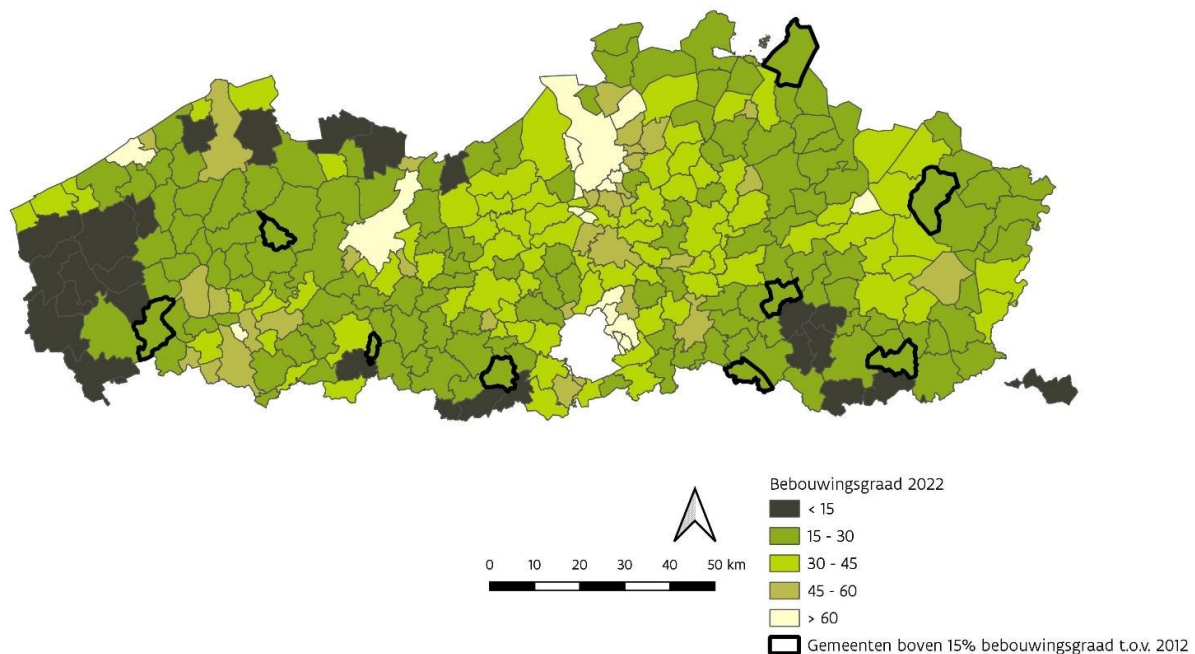 Bebouwingsgraad 2022
< 15
15 - 30
30 - 45
45 - 60
> 60
Gemeenten boven 15% bebouwingsgraad t.o.v. 2012
0 10 20 30 40 50 km